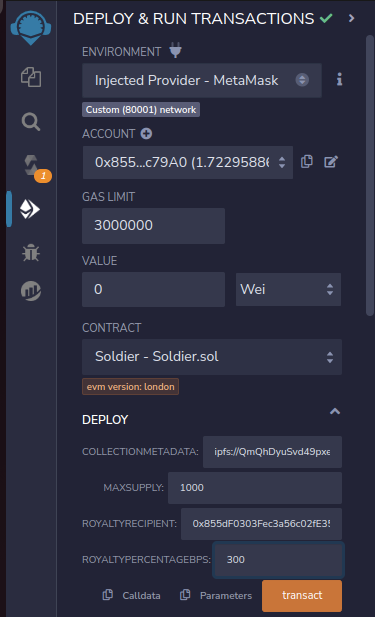 DEPLOY & RUN TRANSACTIONS
ENVIRONMENT
Injected Provider - MetaMask
Custom (80001) network
ACCOUNT
0x855...c79A0 (1.7229588
GAS LIMIT
3000000
VALUE
0 Wei
CONTRACT
Soldier - Soldier.sol
evm version: london
DEPLOY
COLLECTIONMETADATA: ipfs://QmQhDyuSvd49pxe
MAXSUPPLY: 1000
ROYALTYRECIPIENT: 0x855dF0303Fec3a56c02fE35
ROYALTYPERCENTAGEBPS: 300
Calldata Parameters transact
1